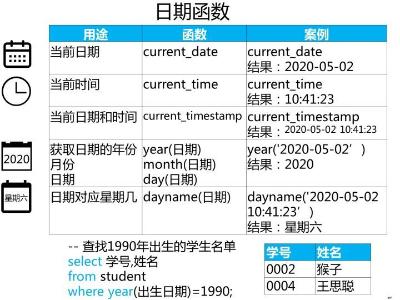 日期函数
用途 函数 案例
当前日期 current_date current_date
结果：2020-05-02
当前时间 current_time current_time
结果：10:41:23
当前日期和时间 current_timestamp current_timestamp
结果：2020-05-02 10:41:23
2020
获取日期的年份 year(日期) year('2020-05-02’)
月份 month(日期) 结果：2020
日期 day(日期)
星期六
日期对应星期几 dayname(日期) dayname('2020-05-02
10:41:23’)
结果：星期六
-- 查找1990年出生的学生名单
select 学号,姓名
from student
where year(出生日期)=1990;
学号 姓名
0002 猴子
0004 王思聪